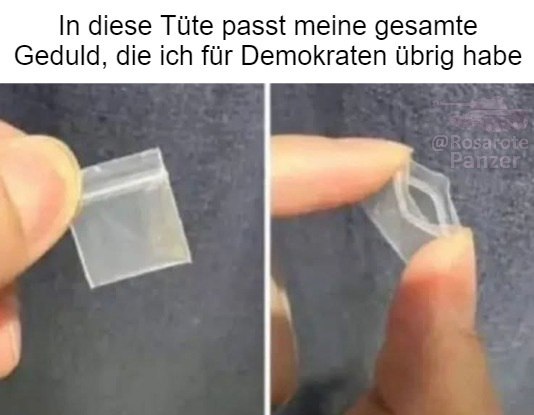 In diese Tüte passt meine gesamte
Geduld, die ich für Demokraten übrig habe
@Rosarote
Panzer